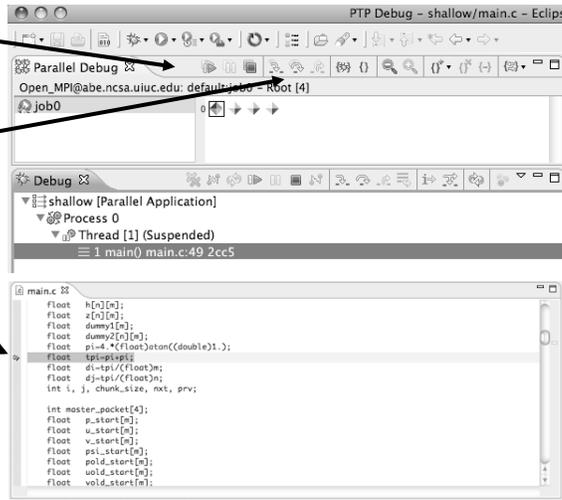 PTP Debug - shallow/main.c - Eclips
Parallel Debug
Open_MPI@abe.ncsa.uiuc.edu: default:job0 - Root [4]
job0
0
Debug
shallow [Parallel Application]
Process 0
Thread [1] (Suspended)
1 main() main.c:49 2cc5
main.c
float h[n][m];
float z[n][m];
float dummy1[m];
float dummy2[n][m];
float pi=4.*(float)atan((double)1.);
float tpi=pi+pi;
float di=tpi/(float)m;
float dj=tpi/(float)n;
int i, j, chunk_size, nxt, prv;
int master_packet[4];
float p_start[m];
float u_start[m];
float v_start[m];
float psi_start[m];
float pold_start[m];
float uold_start[m];
float vold_start[m];